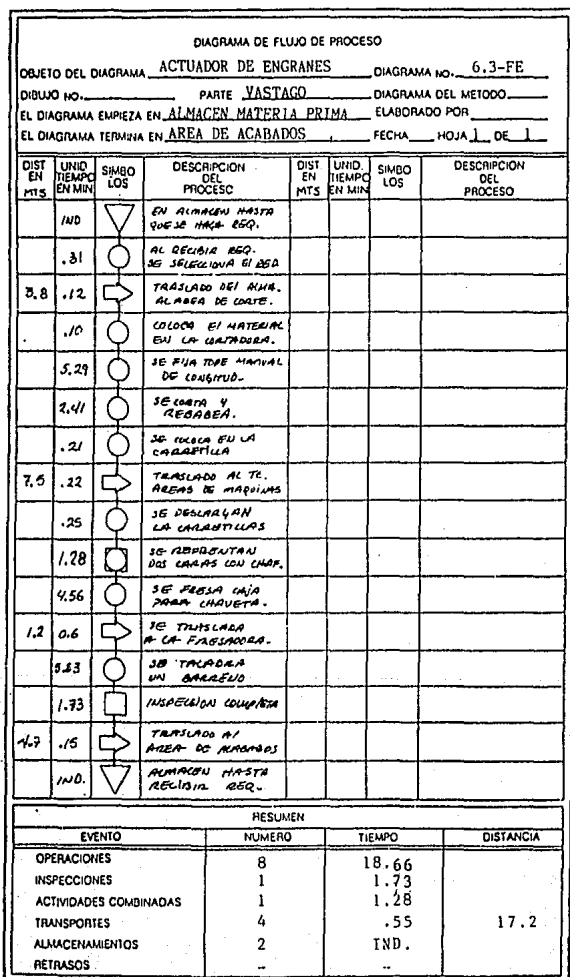 DIAGRAMA DE FLUJO DE PROCESO
OBJETO DEL DIAGRAMA ACTUADOR DE ENGRANES DIAGRAMA NO. 6.3-FE
DIBUJO NO. PARTE VASTAGO DIAGRAMA DEL METODO
EL DIAGRAMA EMPIEZA EN ALMACEN MATERIA PRIMA ELABORADO POR
EL DIAGRAMA TERMINA EN AREA DE ACABADOS FECHA HOJA 1 DE 1
DIST EN MTS UNID TIEMPO EN MIN SIMBO LOS DESCRIPCION DEL PROCESO DIST EN MTS UNID. TIEMPO EN MIN SIMBO LOS DESCRIPCION DEL PROCESO
IND EN ALMACEN HASTA
QUE SE HAGA REQ.
.31 AL RECIBIR REQ.
SE SELECCIONA El
3.8 .12 TRASLADO DEl ALMA.
AL AREA DE CORTE.
.10 COLOCA El MATERIAL
EN LA CORTADORA.
5.29 SE FIJA TOPE MANUAL
DE LONGITUD.
2.41 SE CORTA Y
REBABEA.
.21 SE COLOCA EN LA
CARRETILLA
7.5 .22 TRASLADO AL TC.
AREAS DE MAQUINAS
.25 SE DESCARGAN
LA CARRETILLAS
1.28 SE REFRENTAN
DOS CARAS CON CHAF.
4.56 SE FRESA CAJA
PARA CHAVETA.
1.2 0.6 SE TRASLADA
A LA FRESADORA.
5.53 SE TALADRA
UN BARRENO
1.73 INSPECCION COMPLETA
4.7 .15 TRASLADO Al
AREA DE ACABADOS
IND. ALMACEN HASTA
RECIBIR REQ.
RESUMEN
EVENTO NUMERO TIEMPO DISTANCIA
OPERACIONES 8 18.66
INSPECCIONES 1 1.73
ACTIVIDADES COMBINADAS 1 1.28
TRANSPORTES 4 .55 17.2
ALMACENAMIENTOS 2 IND.
RETRASOS -- --